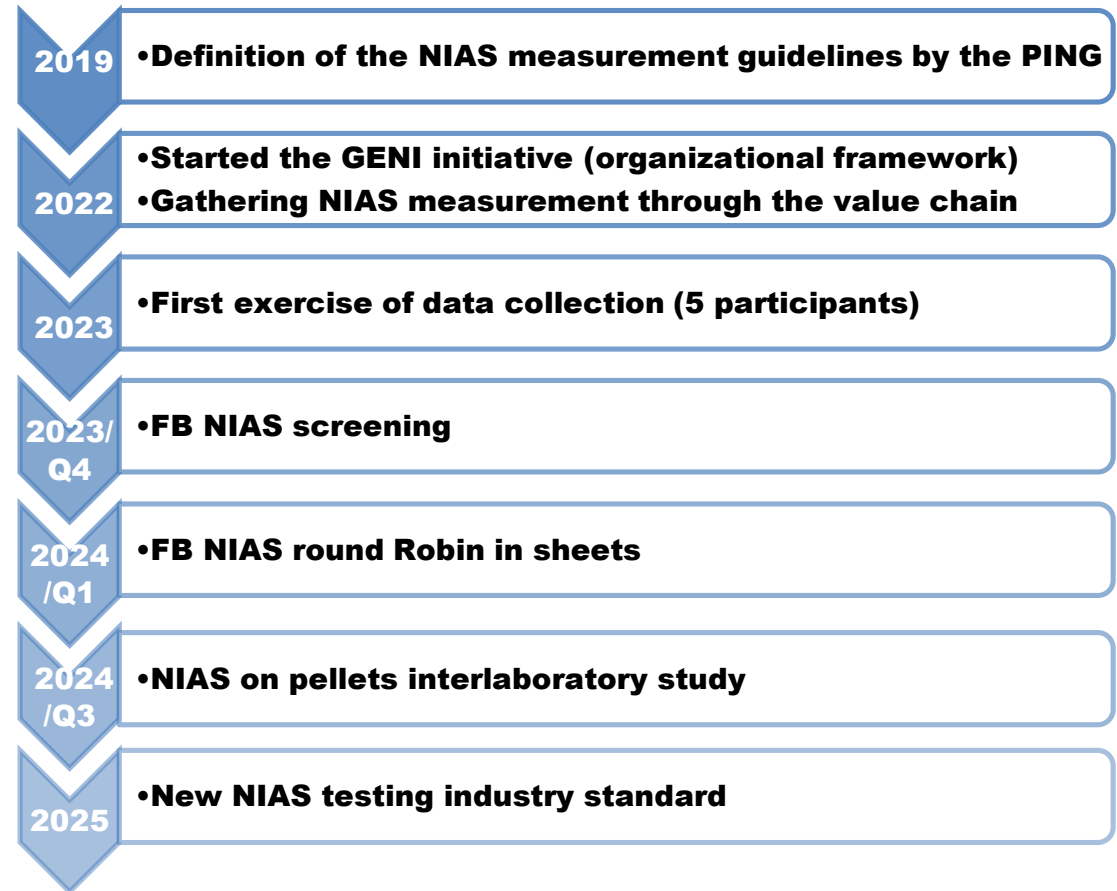 2019
•Definition of the NIAS measurement guidelines by the PING
2022
•Started the GENI initiative (organizational framework)
•Gathering NIAS measurement through the value chain
2023
•First exercise of data collection (5 participants)
2023/
Q4
•FB NIAS screening
2024
/Q1
•FB NIAS round Robin in sheets
2024
/Q3
•NIAS on pellets interlaboratory study
2025
•New NIAS testing industry standard